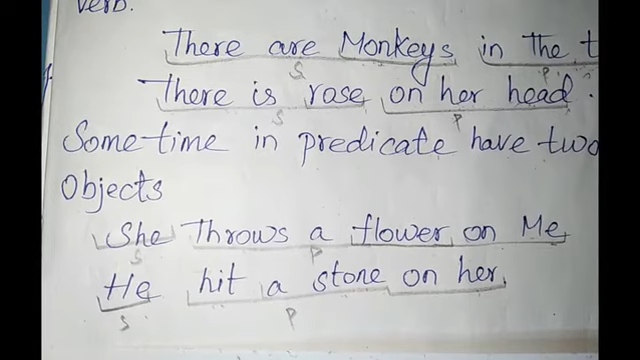 verb.
There are Monkeys in The t
S P
There is rose on her head.
S P
Some time in predicate have two
Objects
She Throws a flower on Me
S P
He hit a stone on her.
S P